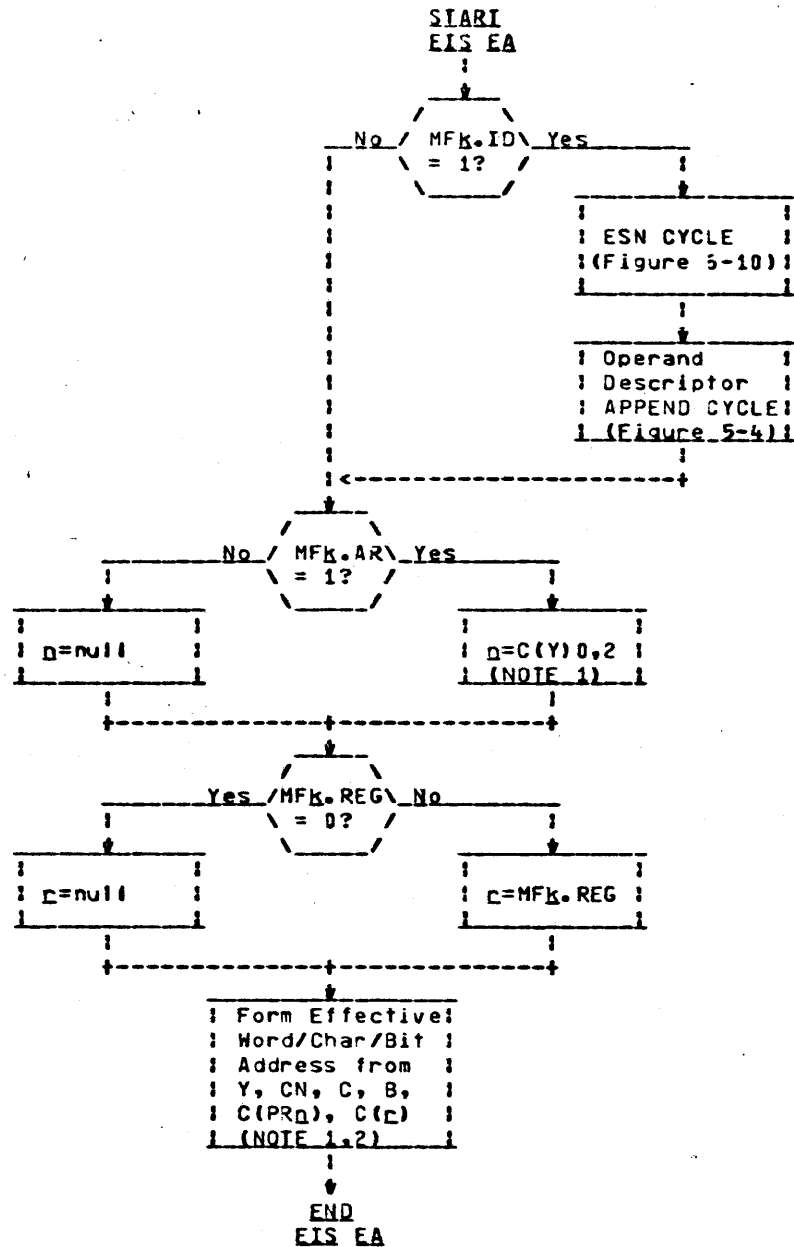 START
EIS EA
No MFk.ID Yes
= 1?
ESN CYCLE
(Figure 5-10)
Operand
Descriptor
APPEND CYCLE
(Figure 5-4)
No MFk.AR Yes
= 1?
n=null
n=C(Y)0,2
(NOTE 1)
Yes MFk.REG No
= 0?
r=null
r=MFk.REG
Form Effective
Word/Char/Bit
Address from
Y, CN, C, B,
C(PRn), C(r)
(NOTE 1,2)
END
EIS EA